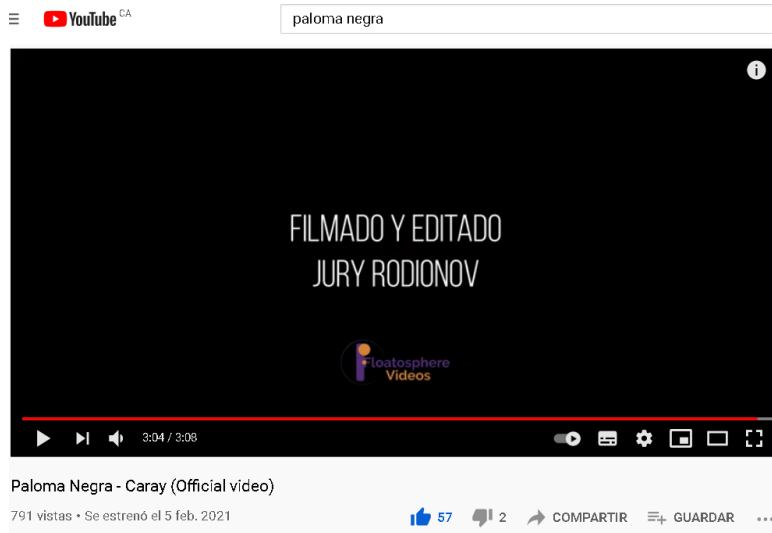 YouTube CA
paloma negra
i
FILMADO Y EDITADO
JURY RODIONOV
Floatosphere
Videos
3:04 / 3:08
Paloma Negra - Caray (Official video)
791 vistas • Se estrenó el 5 feb. 2021
57 2 COMPARTIR GUARDAR